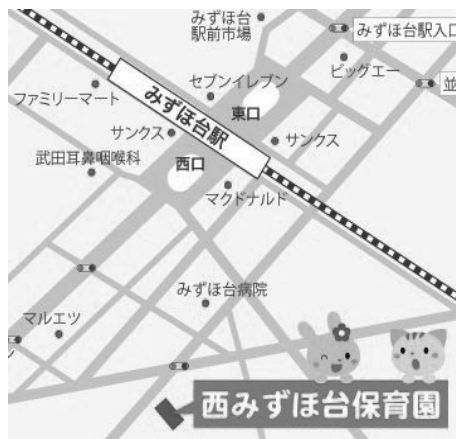 みずほ台
駅前市場
みずほ台駅入口
ビッグエー
並
セブンイレブン
ファミリーマート
みずほ台駅
東口
サンクス
サンクス
武田耳鼻咽喉科
西口
マクドナルド
みずほ台病院
マルエツ
西みずほ台保育園